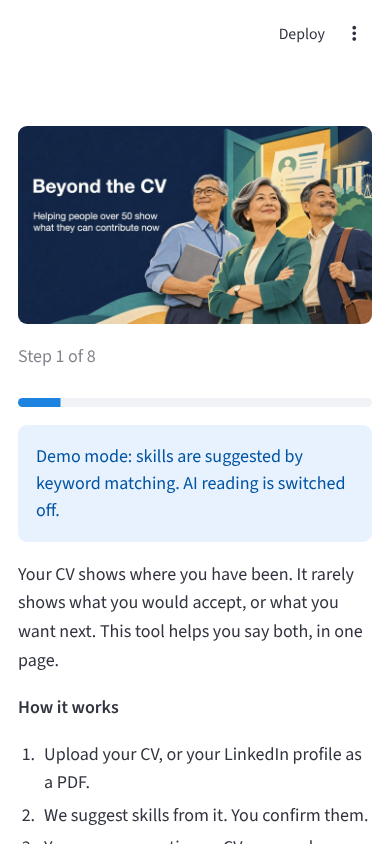 Deploy
Beyond the CV
Helping people over 50 show
what they can contribute now
Step 1 of 8
Demo mode: skills are suggested by
keyword matching. AI reading is switched
off.
Your CV shows where you have been. It rarely
shows what you would accept, or what you
want next. This tool helps you say both, in one
page.
How it works
1. Upload your CV, or your LinkedIn profile as
a PDF.
2. We suggest skills from it. You confirm them.